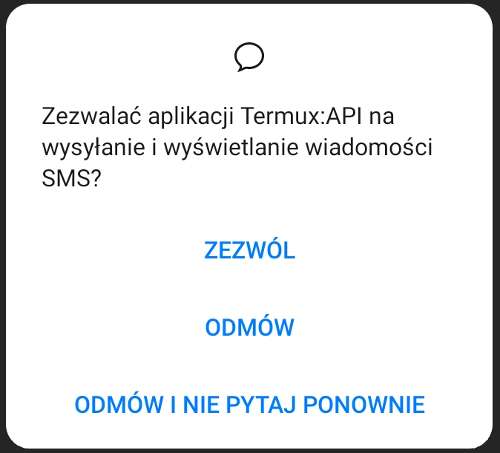 Zezwalać aplikacji Termux:API na
wysyłanie i wyświetlanie wiadomości
SMS?
ZEZWÓL
ODMÓW
ODMÓW I NIE PYTAJ PONOWNIE